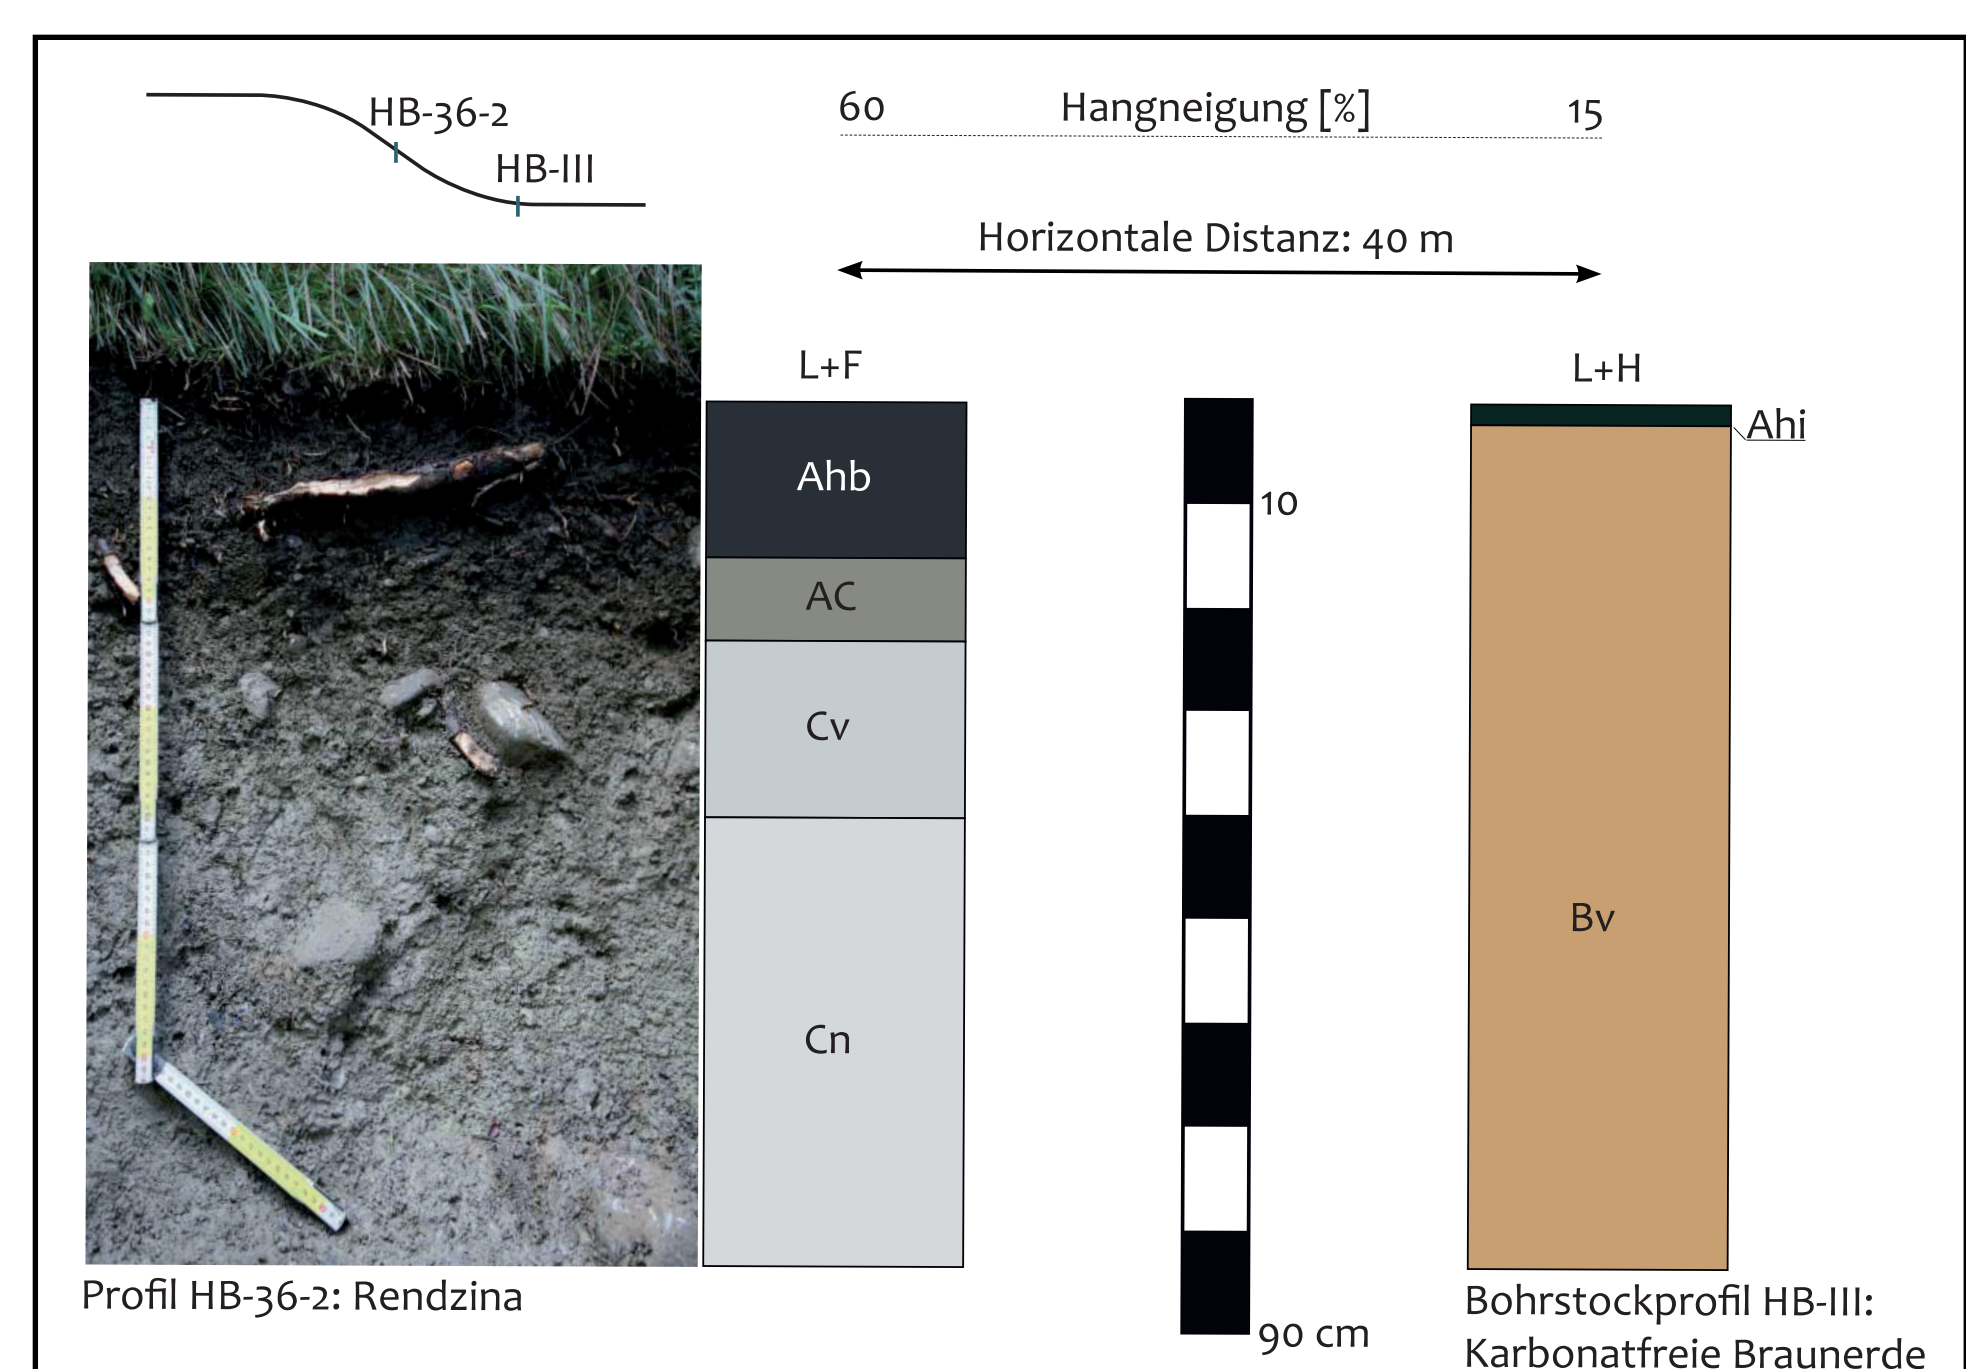 HB-36-2
HB-III
60 Hangneigung [%] 15
Horizontale Distanz: 40 m
L+F
L+H
Ahb
Ahi
10
AC
Cv
Bv
Cn
90 cm
Profil HB-36-2: Rendzina
Bohrstockprofil HB-III:
Karbonatfreie Braunerde